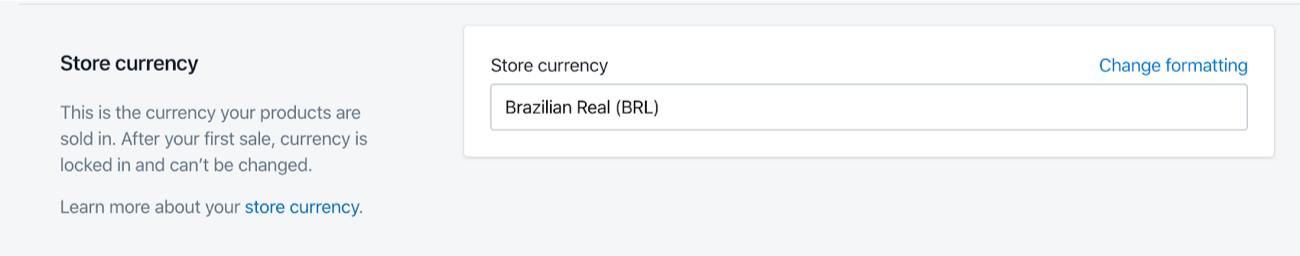 Store currency
This is the currency your products are
sold in. After your first sale, currency is
locked in and can't be changed.
Learn more about your store currency.
Store currency
Change formatting
Brazilian Real (BRL)